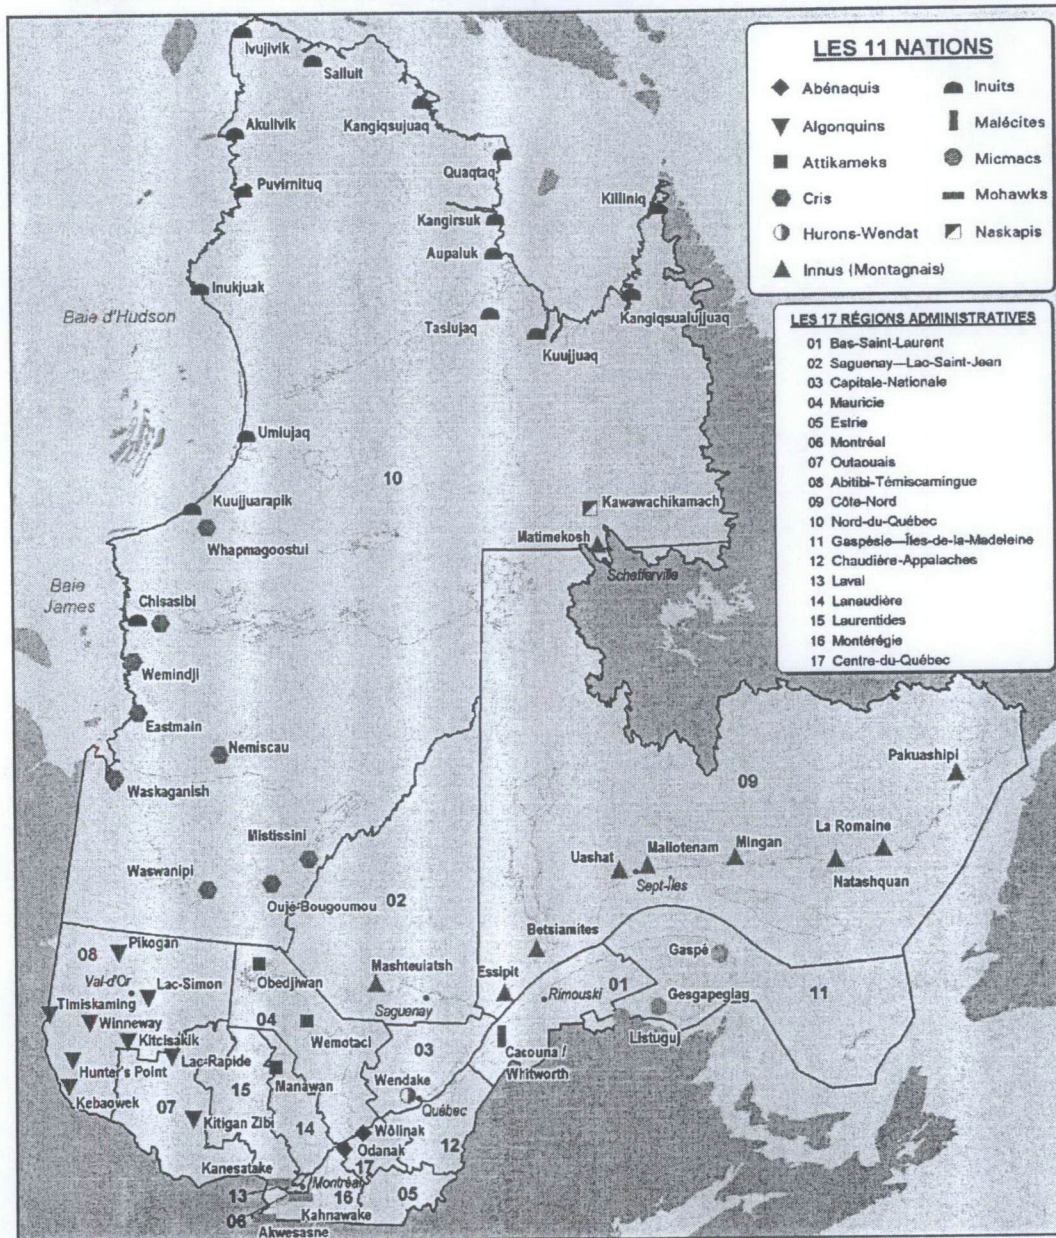 Ivujivik
Salluit
Akulivik
Kangiqsujuaq
Quaqtaq
Puvirnituq
Killiniq
Kangirsuk
Aupaluk
Inukjuak
Baie d'Hudson
Tasiujaq
Kangiqsualujjuaq
Kuujjuaq
Umiujaq
10
Kuujjuarapik
Kawawachikamach
Whapmagoostui
Matimekosh
Schefferville
Baie
James
Chisasibi
Wemindji
Eastmain
Nemiscau
Pakuashipi
Waskaganish
09
Mistissini
La Romaine
Maliotenam
Mingan
Uashat
Waswanipi
Sept-Îles
Natashquan
Oujé-Bougoumou
02
Betsiamites
Pikogan
08
Gaspé
Mashteuiatsh
Obedjiwan
Val-d'Or
Lac-Simon
Essipit
01
Rimouski
Timiskaming
Saguenay
Gesgapegiag
11
Winneway
04
Listuguj
Kitcisakik
Wemotaci
03
Cacouna /
Whitworth
Lac-Rapide
Hunter's Point
15
Manawan
Wendake
Kebaowek
07
Québec
Kitigan Zibi
14
Wôlinak
12
Odanak
Kanesatake
17
Montréal
13
16
05
06
Kahnawake
Akwesasne
LES 11 NATIONS
Abénaquis
Algonquins
Attikameks
Cris
Hurons-Wendat
Innus (Montagnais)
Inuits
Malécites
Micmacs
Mohawks
Naskapis
LES 17 RÉGIONS ADMINISTRATIVES
01 Bas-Saint-Laurent
02 Saguenay—Lac-Saint-Jean
03 Capitale-Nationale
04 Mauricie
05 Estrie
06 Montréal
07 Outaouais
08 Abitibi-Témiscamingue
09 Côte-Nord
10 Nord-du-Québec
11 Gaspésie—Îles-de-la-Madeleine
12 Chaudière-Appalaches
13 Laval
14 Lanaudière
15 Laurentides
16 Montérégie
17 Centre-du-Québec